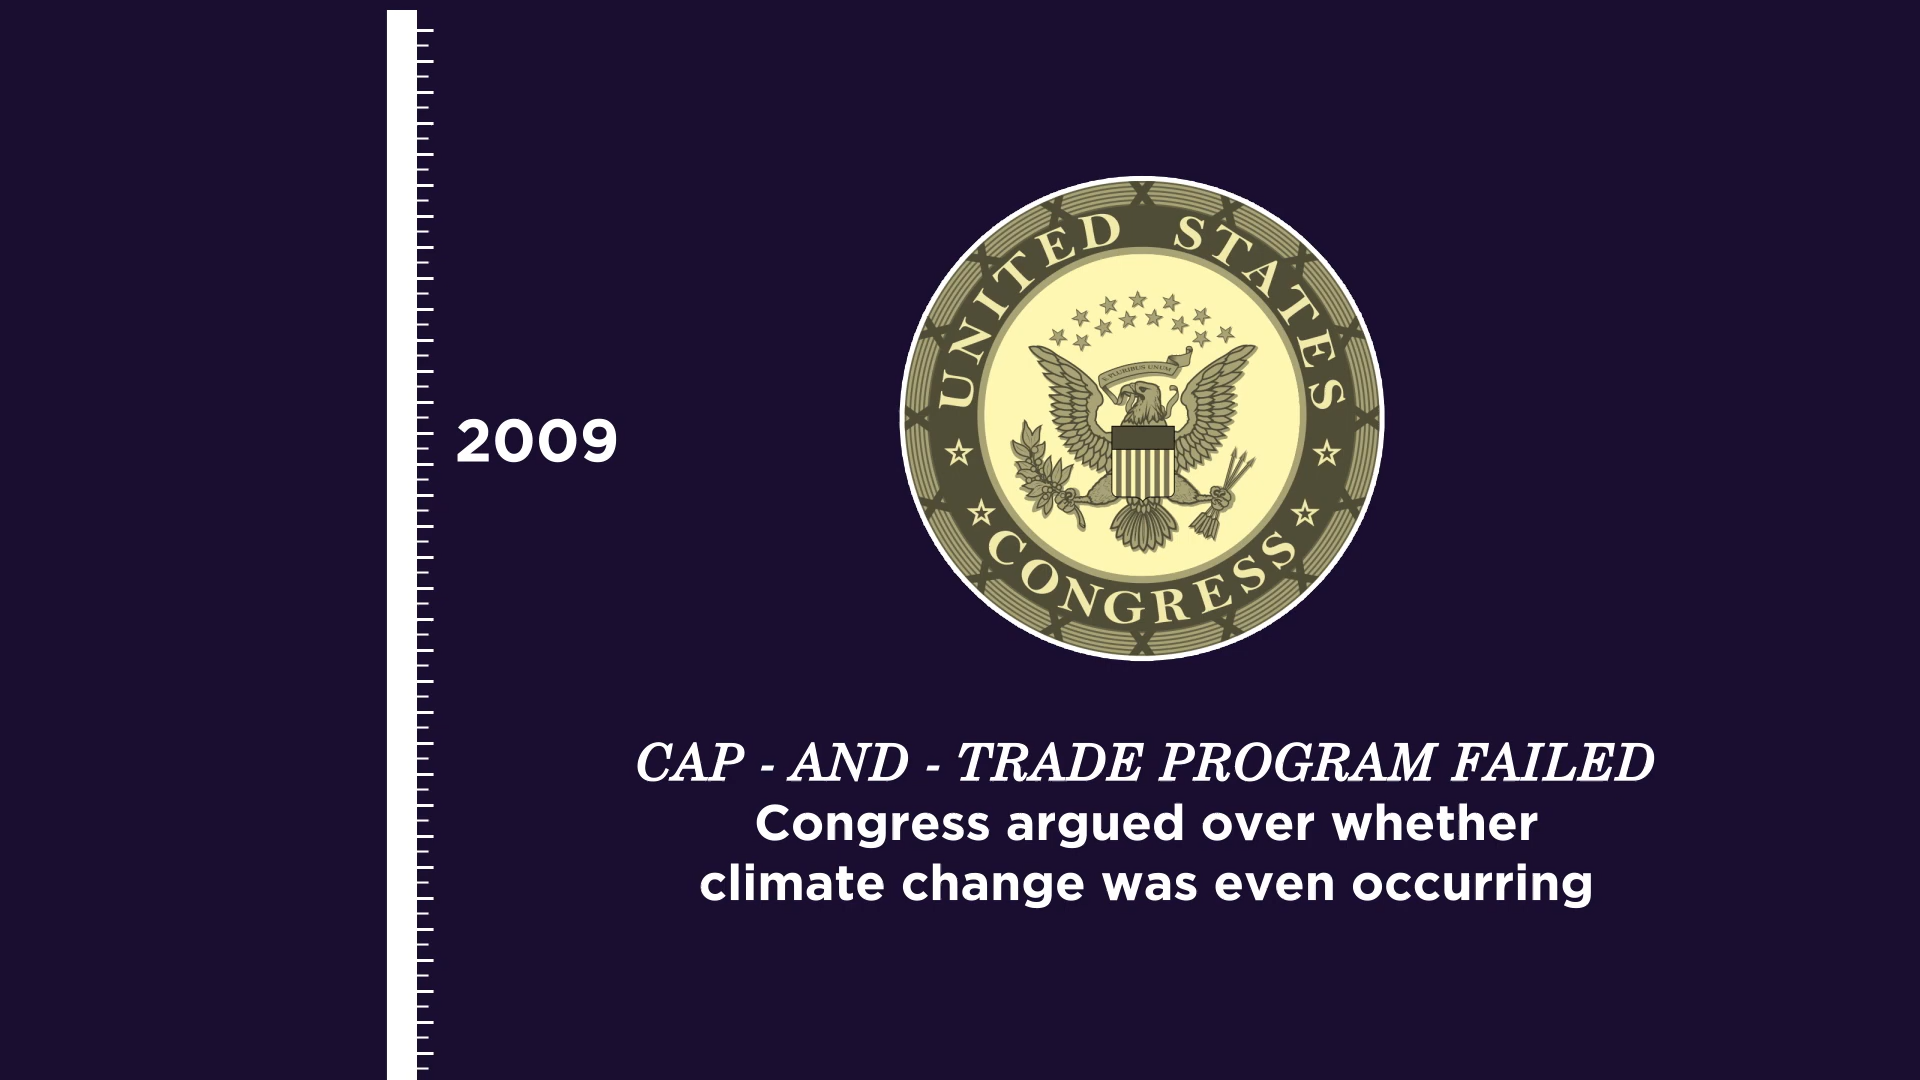 2009
UNITED STATES
E PLURIBUS UNUM
CONGRESS
CAP - AND - TRADE PROGRAM FAILED
Congress argued over whether
climate change was even occurring